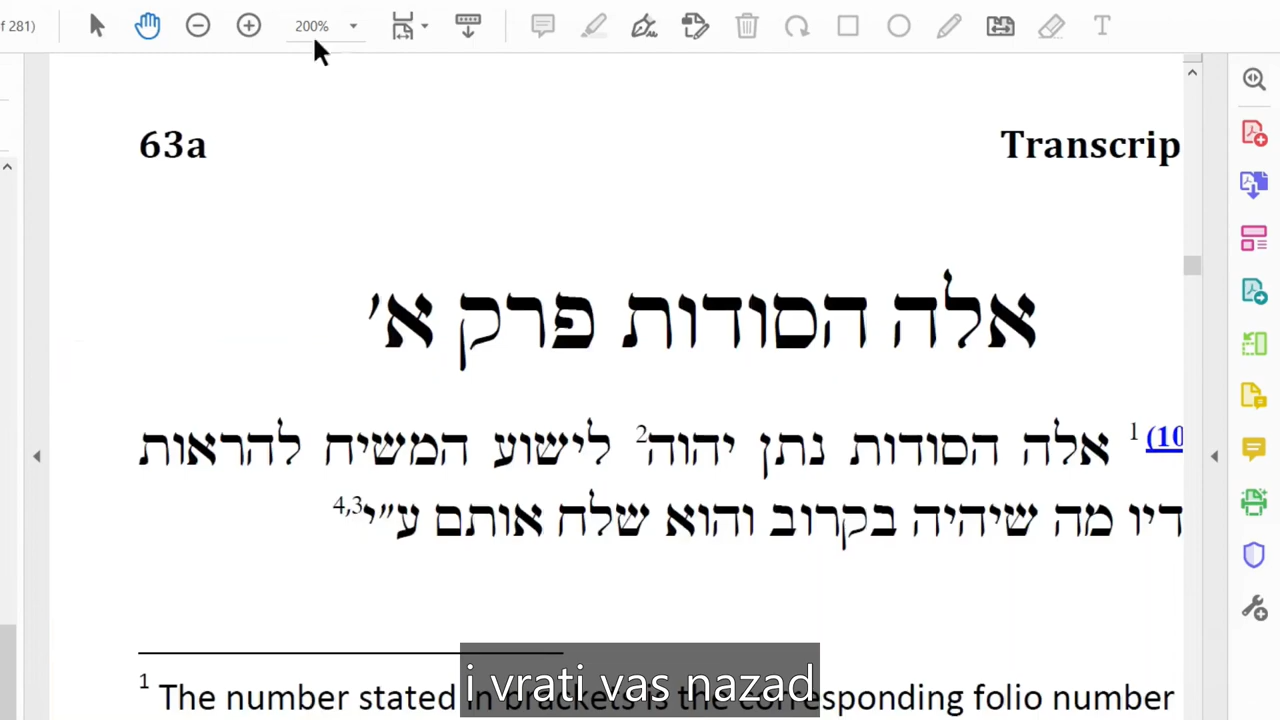 f 281)
200%
63a
Transcrip
אלה הסודות פרק א׳
1 (10 אלה הסודות נתן יהוה2 לישוע המשיח להראות
דיו מה שיהיה בקרוב והוא שלח אותם ע״י4,3
1 The number stated in brackets is the corresponding folio number
i vrati vas nazad